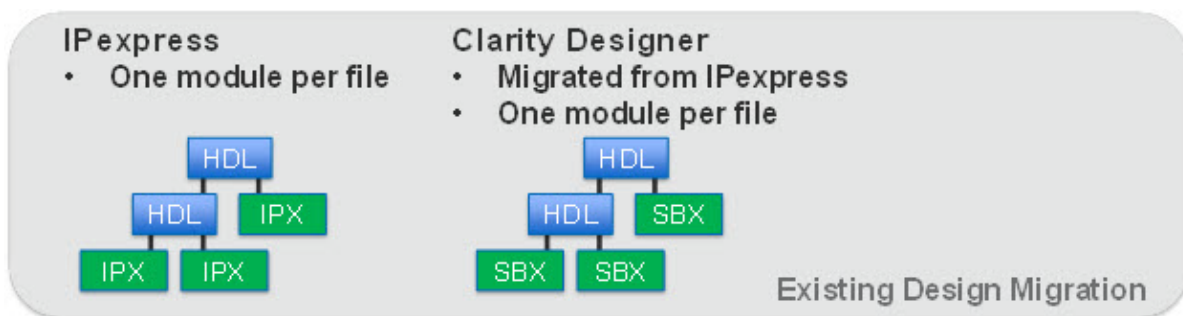 IPexpress
• One module per file
Clarity Designer
• Migrated from IPexpress
• One module per file
HDL
HDL IPX
IPX IPX
HDL
HDL SBX
SBX SBX
Existing Design Migration